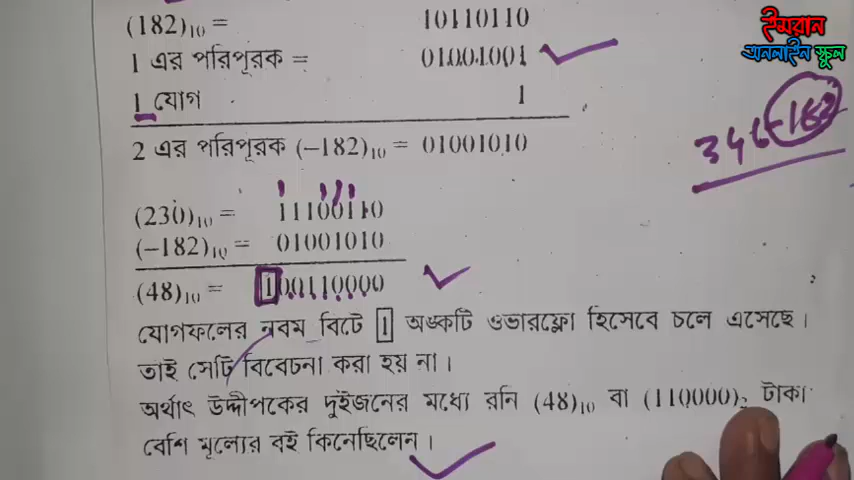 (182)₁₀ = 10110110
1 এর পরিপূরক = 01001001
1 যোগ 1
2 এর পরিপূরক (−182)₁₀ = 01001010
(230)₁₀ = 11100110
(−182)₁₀ = 01001010
(48)₁₀ = 100110000
যোগফলের নবম বিটে 1 অঙ্কটি ওভারফ্লো হিসেবে চলে এসেছে।
তাই সেটি বিবেচনা করা হয় না।
অর্থাৎ উদ্দীপকের দুইজনের মধ্যে রনি (48)₁₀ বা (110000)₂ টাকা
বেশি মূল্যের বই কিনেছিলেন।
ইমরান
অনলাইন স্কুল